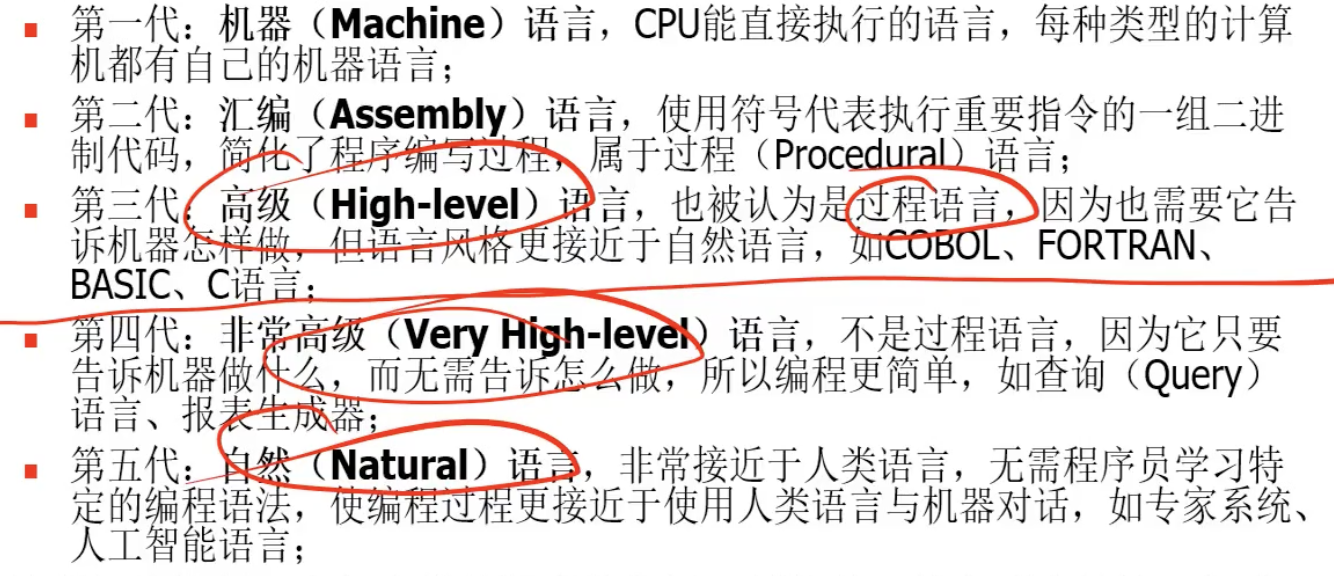 第一代：机器（Machine）语言，CPU能直接执行的语言，每种类型的计算
机都有自己的机器语言；
第二代：汇编（Assembly）语言，使用符号代表执行重要指令的一组二进
制代码，简化了程序编写过程，属于过程（Procedural）语言；
第三代：高级（High-level）语言，也被认为是过程语言，因为也需要它告
诉机器怎样做，但语言风格更接近于自然语言，如COBOL、FORTRAN、
BASIC、C语言；
第四代：非常高级（Very High-level）语言，不是过程语言，因为它只要
告诉机器做什么，而无需告诉怎么做，所以编程更简单，如查询（Query）
语言、报表生成器；
第五代：自然（Natural）语言，非常接近于人类语言，无需程序员学习特
定的编程语法，使编程过程更接近于使用人类语言与机器对话，如专家系统、
人工智能语言；